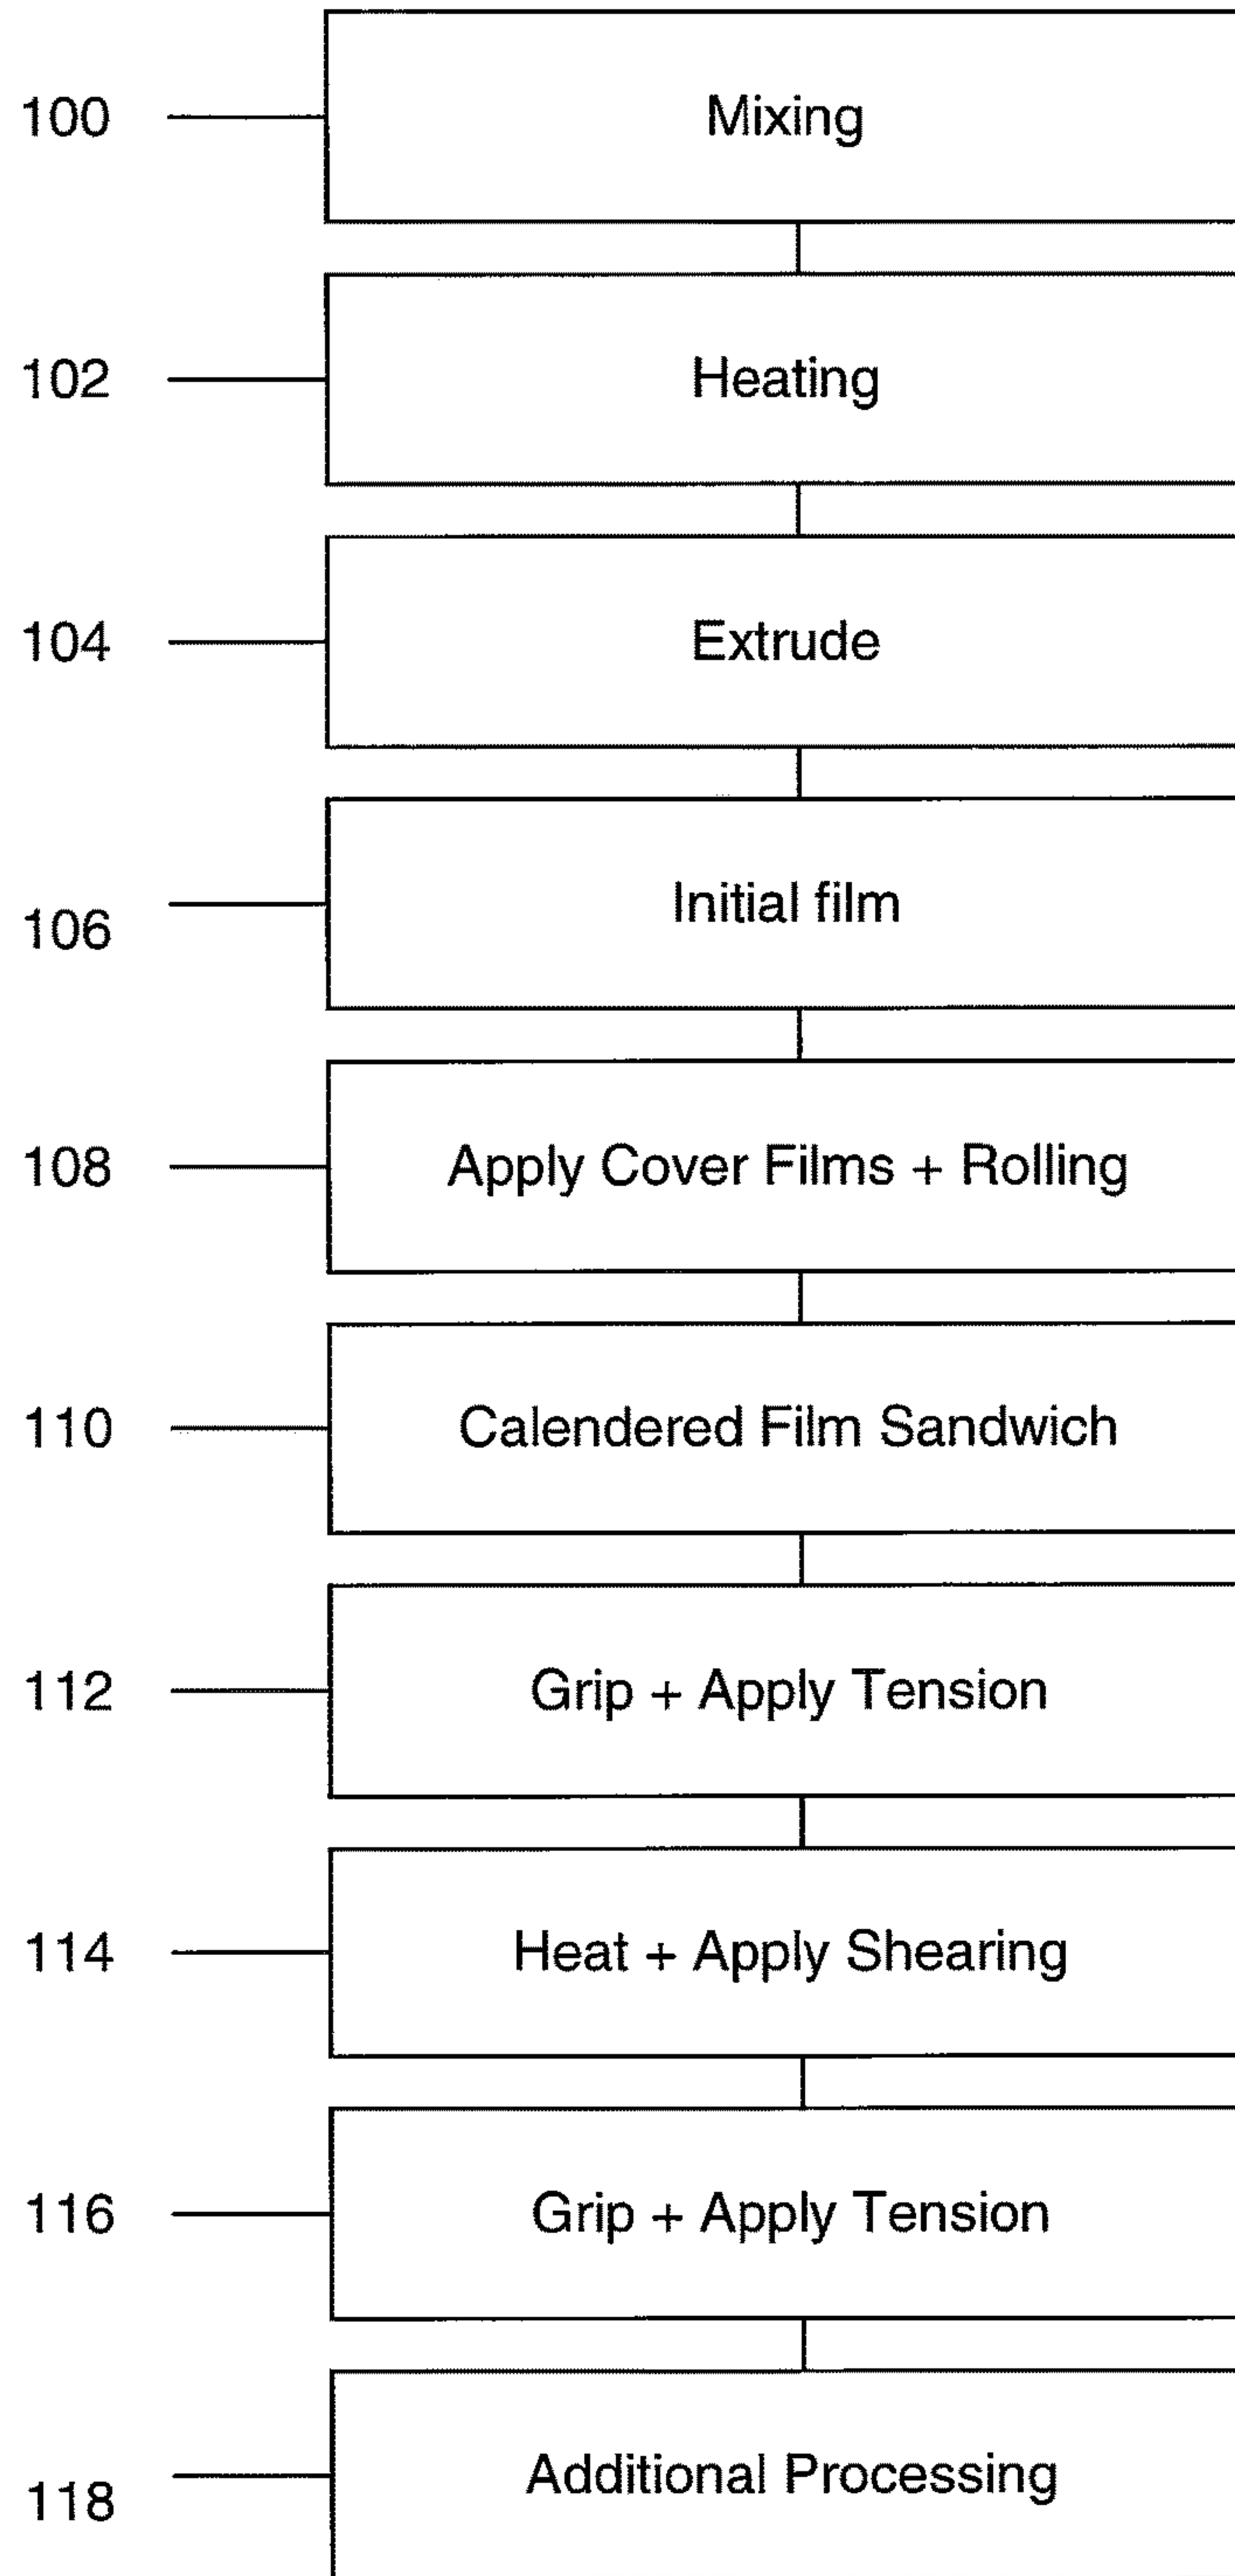 100 Mixing
102 Heating
104 Extrude
106 Initial film
108 Apply Cover Films + Rolling
110 Calendered Film Sandwich
112 Grip + Apply Tension
114 Heat + Apply Shearing
116 Grip + Apply Tension
118 Additional Processing